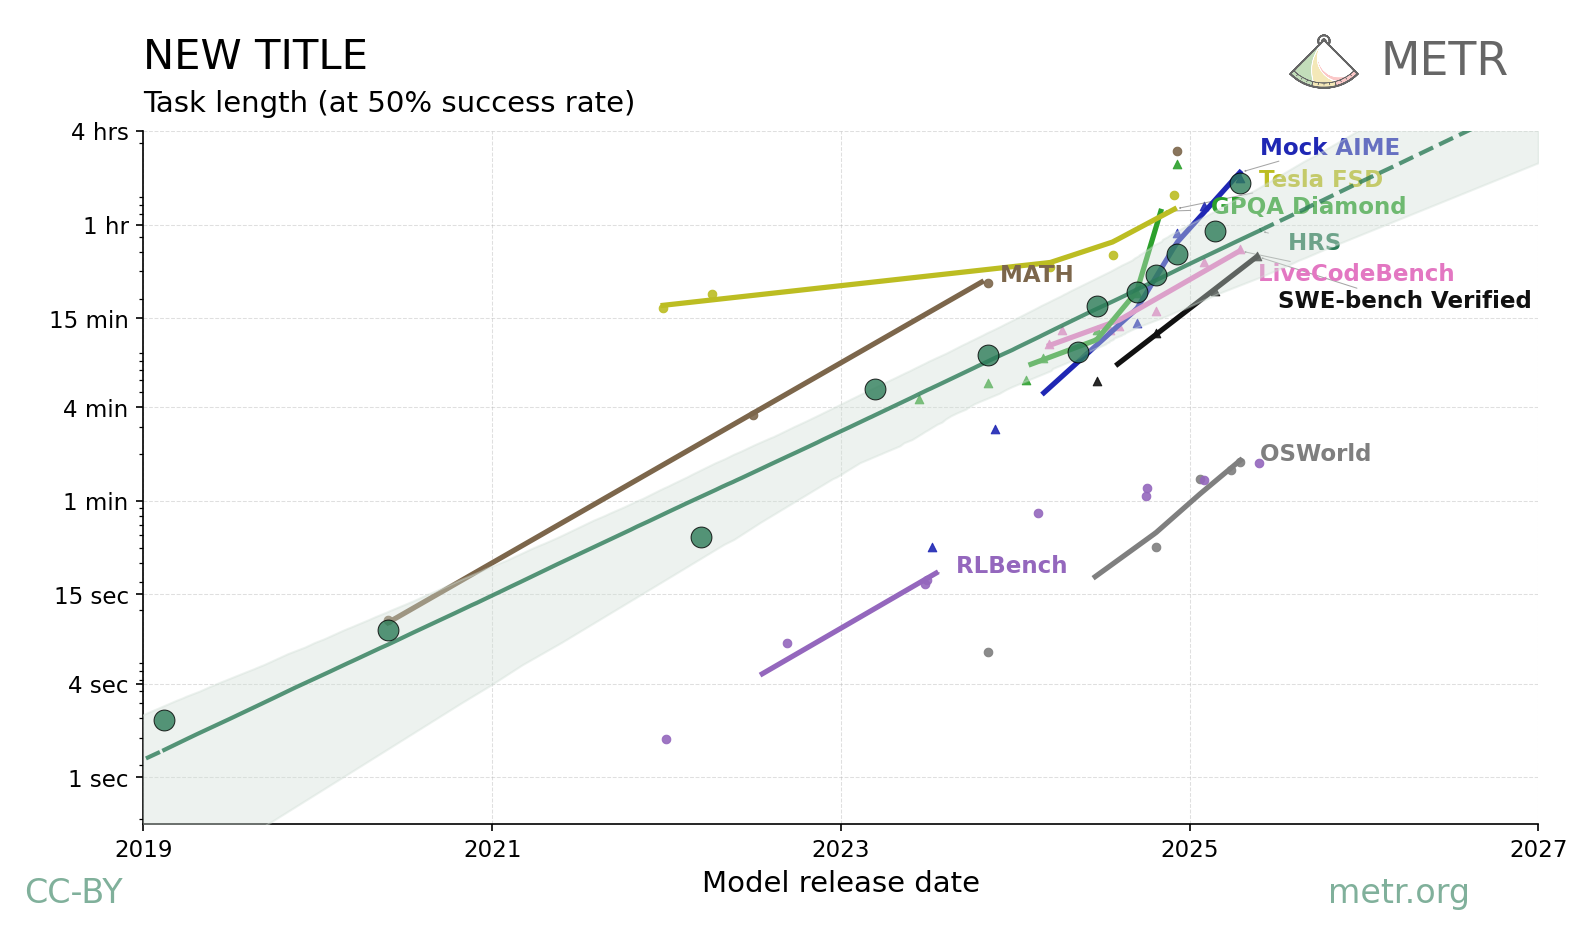 NEW TITLE
METR
Task length (at 50% success rate)
4 hrs
Mock AIME
Tesla FSD
GPQA Diamond
1 hr
HRS
MATH
LiveCodeBench
SWE-bench Verified
15 min
4 min
OSWorld
1 min
RLBench
15 sec
4 sec
1 sec
2019
2021
2023
2025
2027
Model release date
CC-BY
metr.org